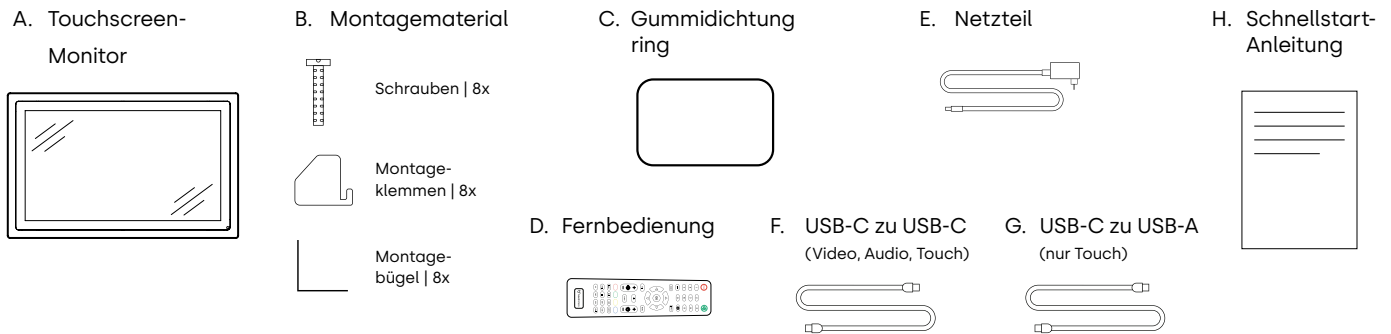 A. Touchscreen-
Monitor
B. Montagematerial
Schrauben | 8x
Montage-
klemmen | 8x
Montage-
bügel | 8x
C. Gummidichtung
ring
D. Fernbedienung
E. Netzteil
F. USB-C zu USB-C
(Video, Audio, Touch)
G. USB-C zu USB-A
(nur Touch)
H. Schnellstart-
Anleitung